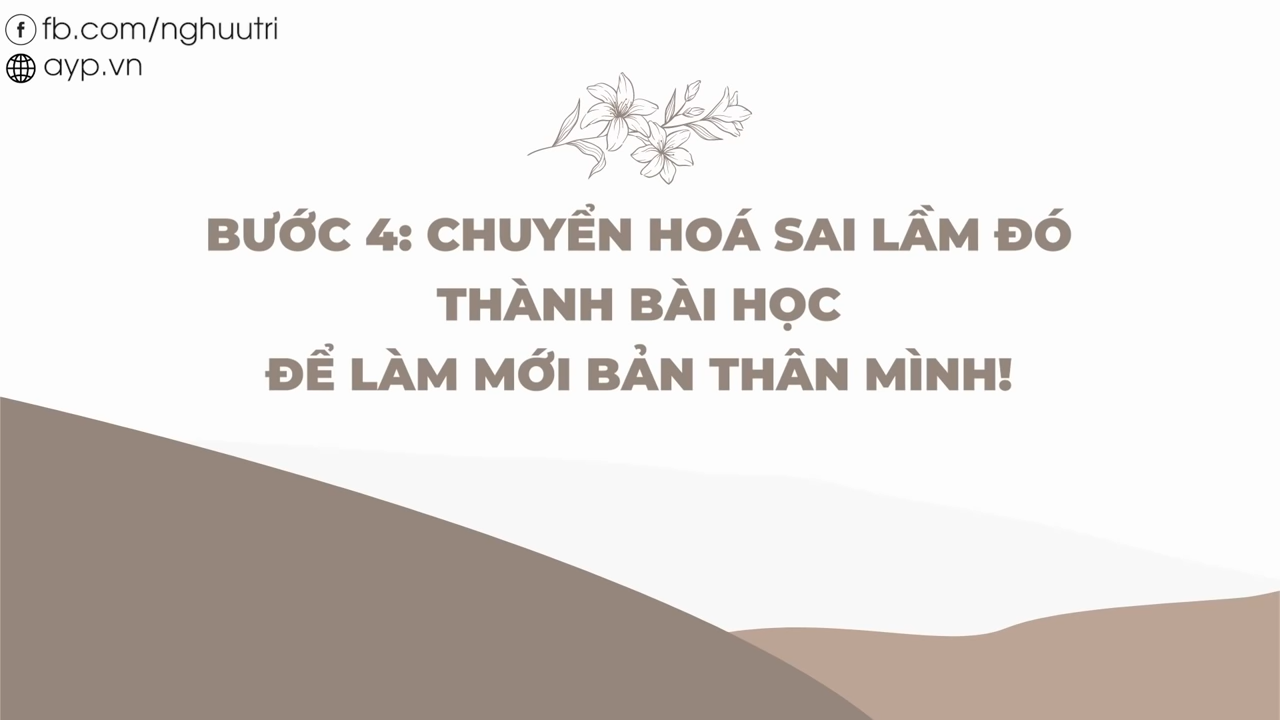 fb.com/nghuutri
ayp.vn
BƯỚC 4: CHUYỂN HOÁ SAI LẦM ĐÓ
THÀNH BÀI HỌC
ĐỂ LÀM MỚI BẢN THÂN MÌNH!